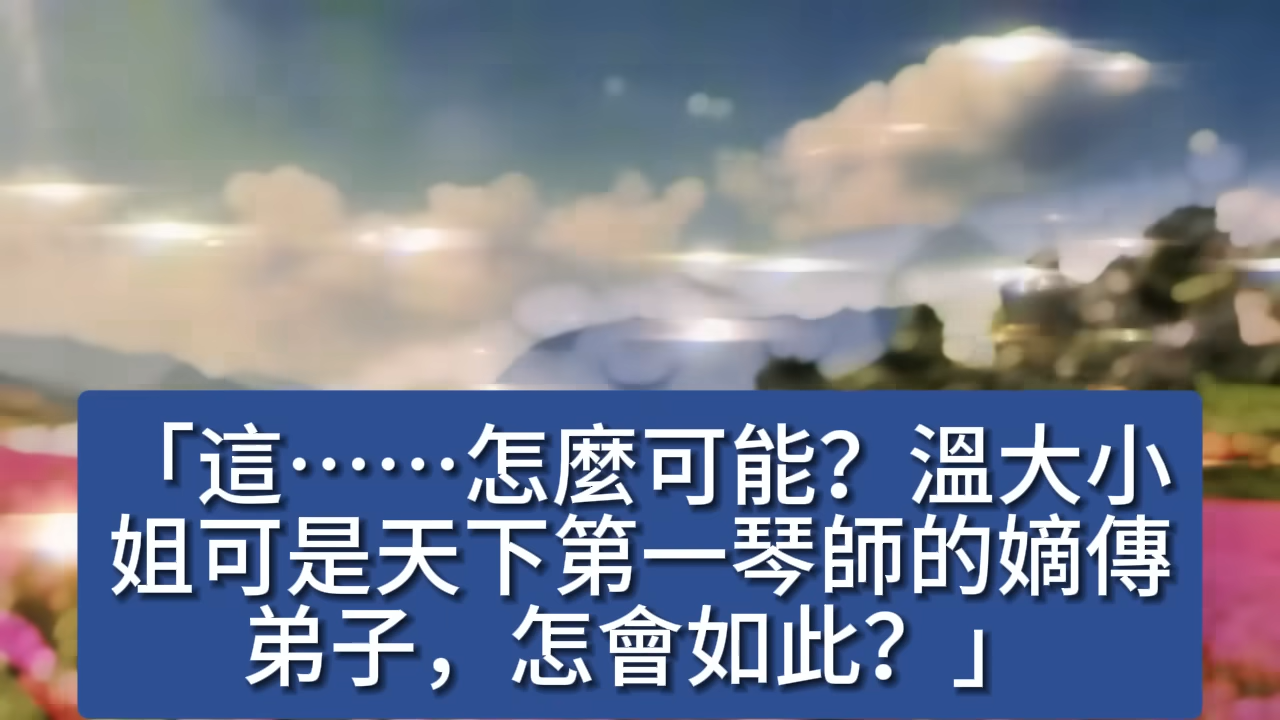 「這⋯⋯怎麼可能？溫大小
姐可是天下第一琴師的嫡傳
弟子，怎會如此？」